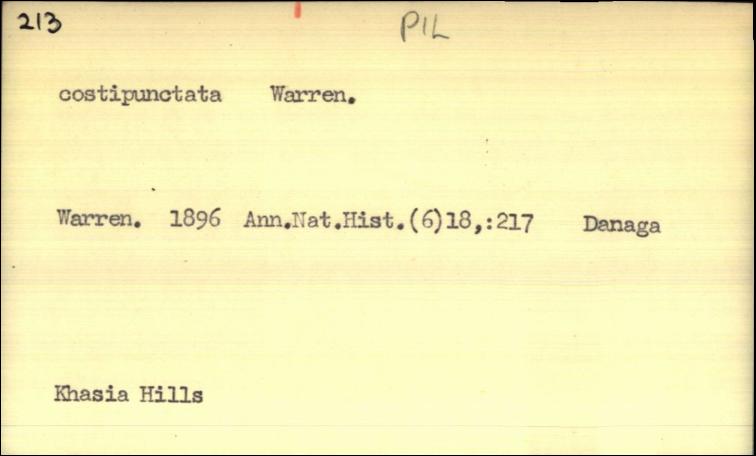 213
PIL
costipunctata Warren.
Warren. 1896 Ann.Nat.Hist.(6)18,:217 Danaga
Khasia Hills